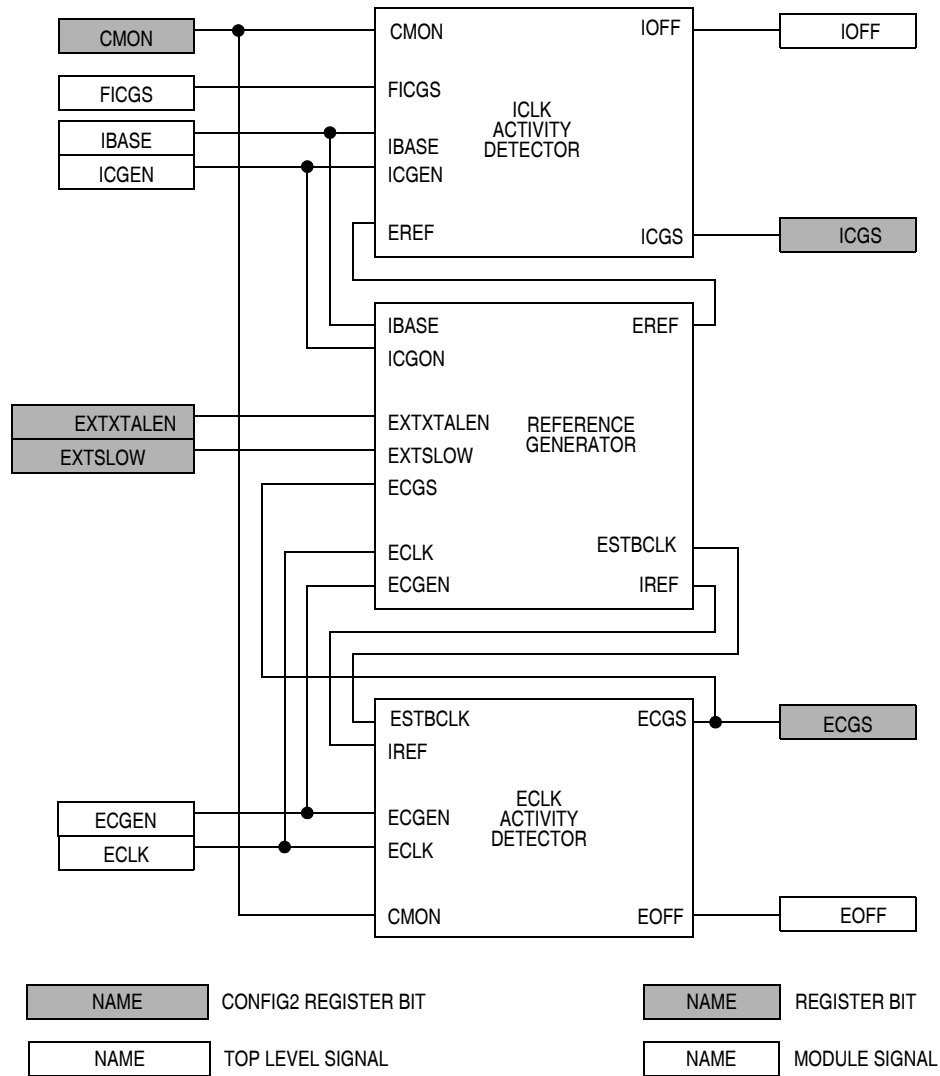 CMON
FICGS
IBASE
ICGEN
CMON
FICGS
IBASE
ICGEN
EREF
ICLK
ACTIVITY
DETECTOR
IOFF
ICGS
IOFF
ICGS
EXTXTALEN
EXTSLOW
IBASE
ICGON
EXTXTALEN
EXTSLOW
ECGS
ECLK
ECGEN
REFERENCE
GENERATOR
EREF
ESTBCLK
IREF
ECGEN
ECLK
ESTBCLK
IREF
ECGEN
ECLK
CMON
ECLK
ACTIVITY
DETECTOR
ECGS
EOFF
ECGS
EOFF
NAME CONFIG2 REGISTER BIT
NAME REGISTER BIT
NAME TOP LEVEL SIGNAL
NAME MODULE SIGNAL